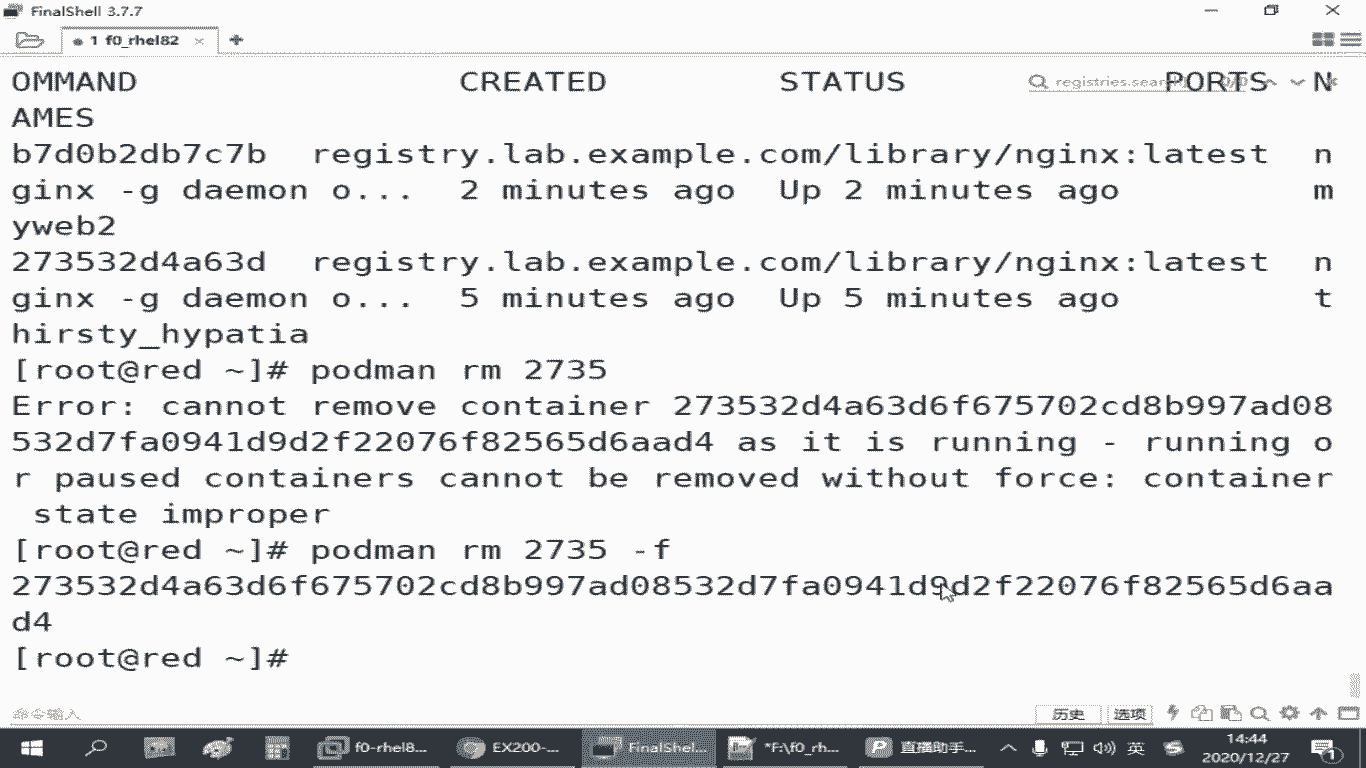 FinalShell 3.7.7
1 f0_rhel82
OMMAND CREATED STATUS PORTS N
AMES
b7d0b2db7c7b registry.lab.example.com/library/nginx:latest n
ginx -g daemon o... 2 minutes ago Up 2 minutes ago m
yweb2
273532d4a63d registry.lab.example.com/library/nginx:latest n
ginx -g daemon o... 5 minutes ago Up 5 minutes ago t
hirsty_hypatia
[root@red ~]# podman rm 2735
Error: cannot remove container 273532d4a63d6f675702cd8b997ad08
532d7fa0941d9d2f22076f82565d6aad4 as it is running - running o
r paused containers cannot be removed without force: container
 state improper
[root@red ~]# podman rm 2735 -f
273532d4a63d6f675702cd8b997ad08532d7fa0941d9d2f22076f82565d6aa
d4
[root@red ~]#
命令输入 历史 选项
f0-rhel8... EX200-... FinalShel... *F:\f0_rh... 直播助手... 英 14:44
2020/12/27 1